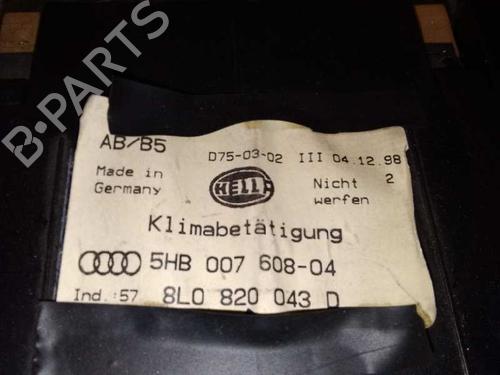 AB/B5
D75-03-02 III 04.12.98
Made in
Germany
HELLA
Nicht 2
werfen
Klimabetätigung
5HB 007 608-04
Ind.:57 8L0 820 043 D
B-PARTS